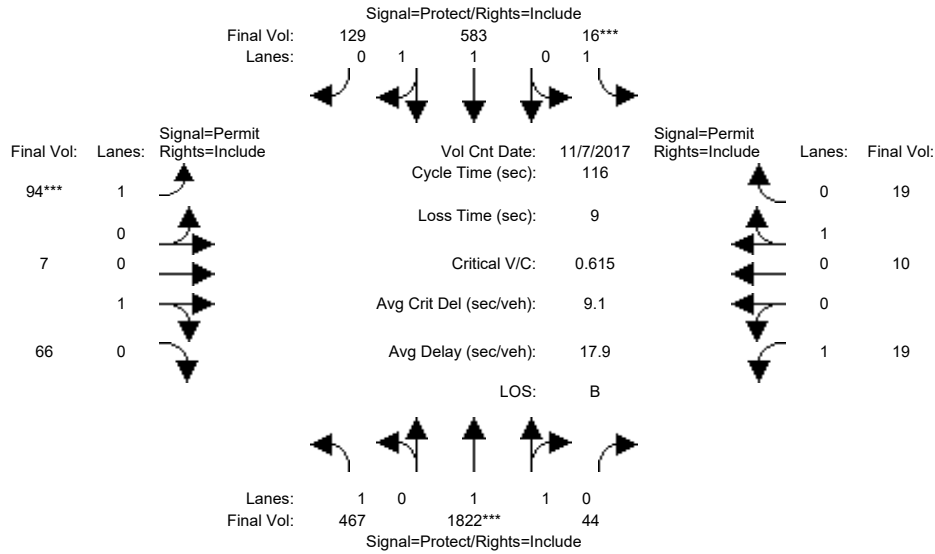 Signal=Protect/Rights=Include
Final Vol: 129 583 16***
Lanes: 0 1 1 0 1
Signal=Permit
Final Vol: Lanes: Rights=Include
Vol Cnt Date: 11/7/2017
Signal=Permit
Rights=Include Lanes: Final Vol:
Cycle Time (sec): 116
94*** 1
0 19
Loss Time (sec): 9
0
1
7 0
Critical V/C: 0.615
0 10
1
Avg Crit Del (sec/veh): 9.1
0
66 0
Avg Delay (sec/veh): 17.9
1 19
LOS: B
Lanes: 1 0 1 1 0
Final Vol: 467 1822*** 44
Signal=Protect/Rights=Include